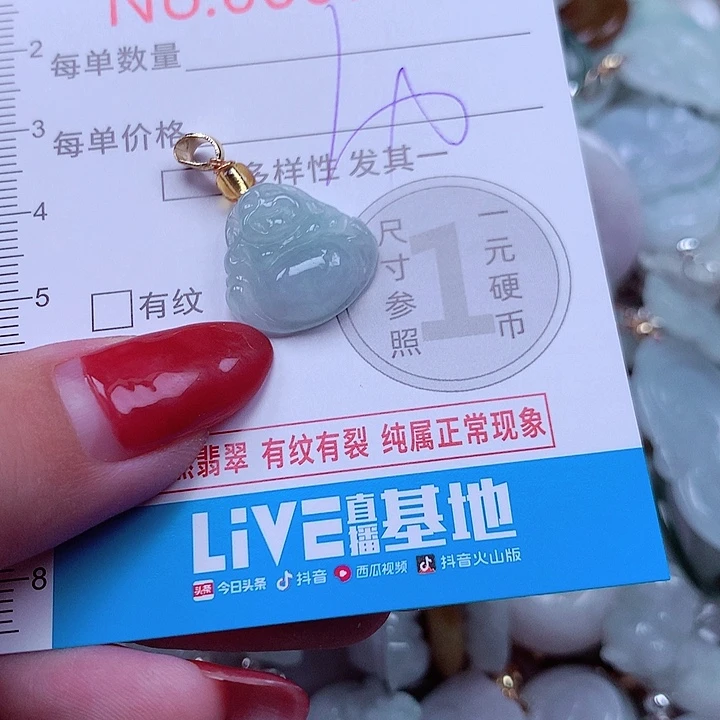 2
每单数量
3
每单价格
多样性 发其一
4
尺寸参照
1
一元硬币
5
有纹
翡翠 有纹有裂 纯属正常现象
LiVE直播基地
头条 今日头条 抖音 西瓜视频 抖音火山版
8